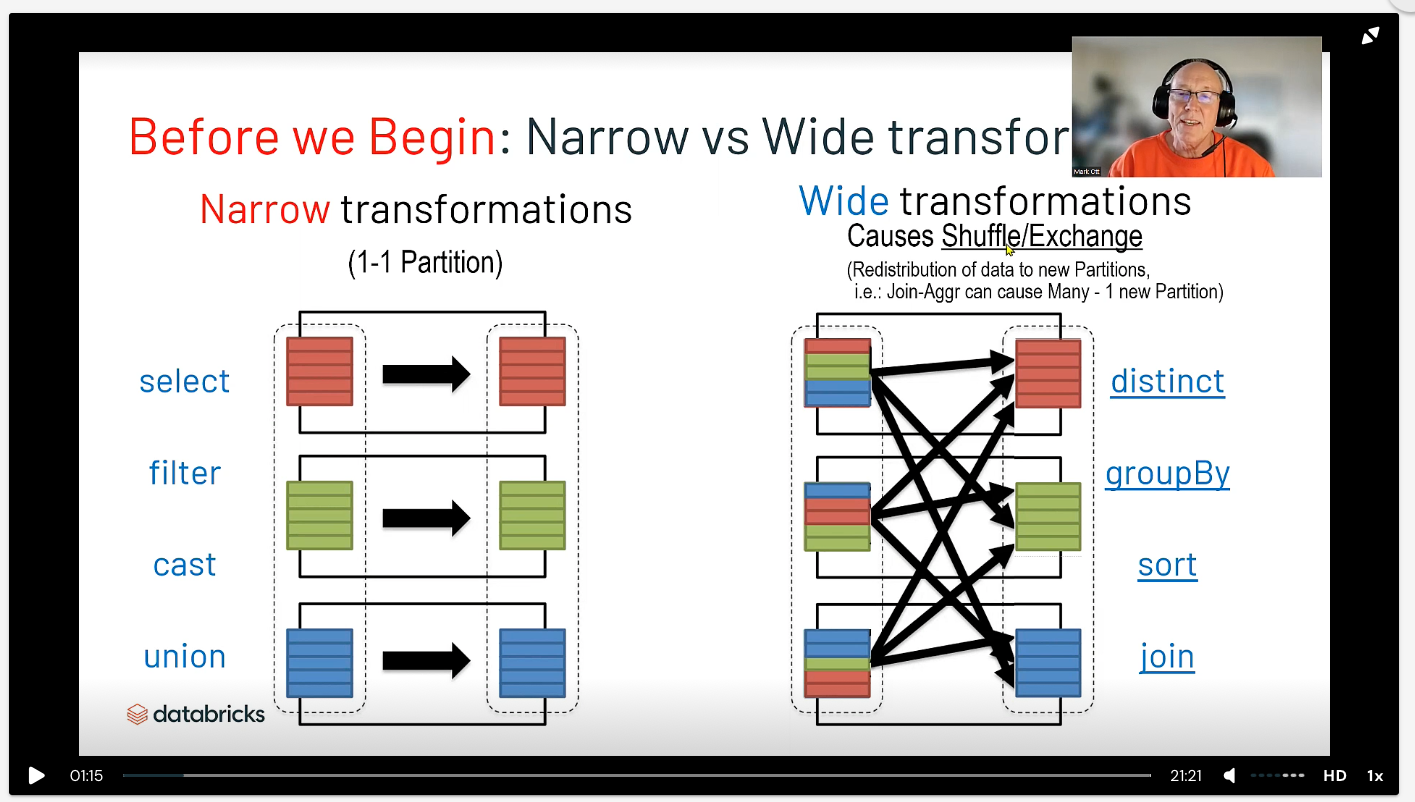 Before we Begin: Narrow vs Wide transfor
Mark Ott
Narrow transformations
(1-1 Partition)
select
filter
cast
union
Wide transformations
Causes Shuffle/Exchange
(Redistribution of data to new Partitions,
i.e.: Join-Aggr can cause Many - 1 new Partition)
distinct
groupBy
sort
join
databricks
01:15
21:21
HD
1x